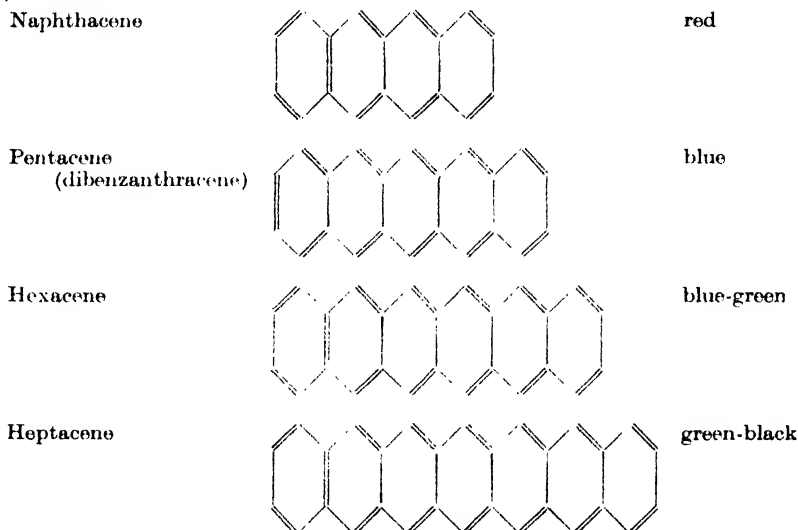 Naphthacene red
Pentacene blue
(dibenzanthracene)
Hexacene blue-green
Heptacene green-black